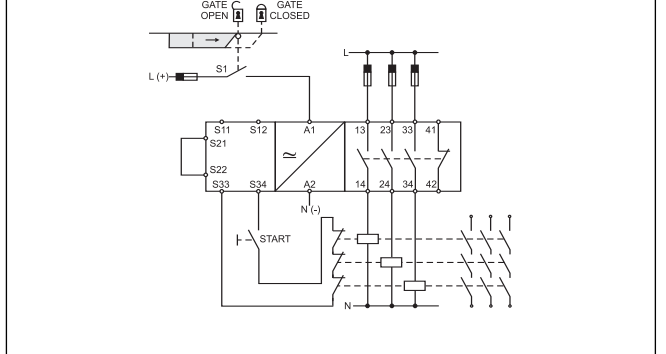 GATE OPEN
GATE CLOSED
S1
L (+)
L
S11 S12 A1 13 23 33 41
S21
S22
S33 S34 A2 14 24 34 42
N (-)
START
N